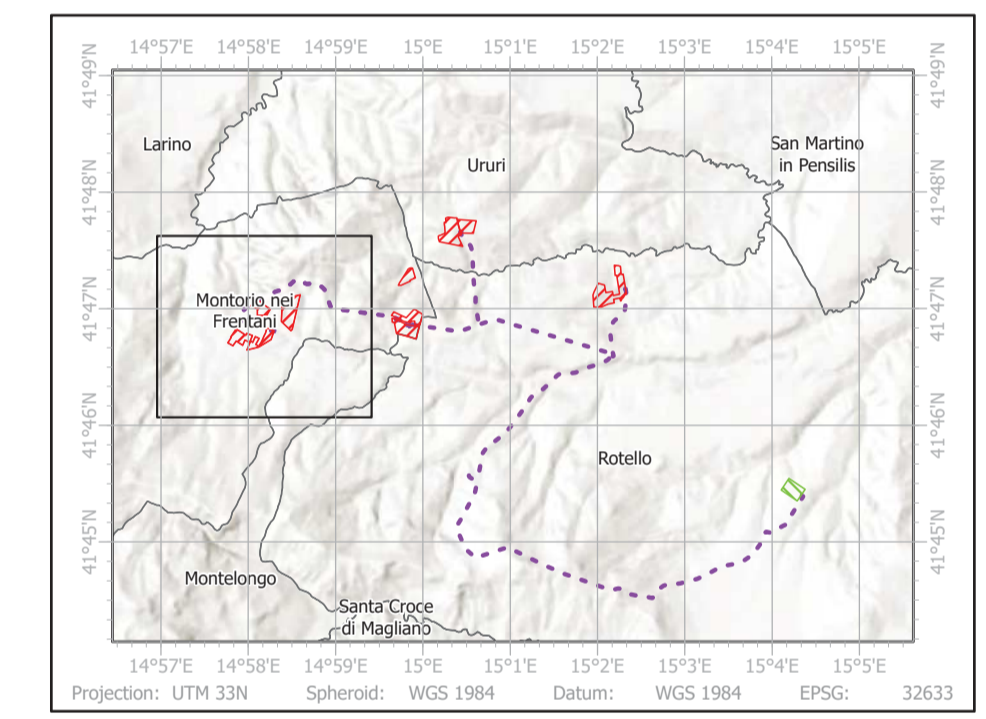 14°57'E 14°58'E 14°59'E 15°E 15°1'E 15°2'E 15°3'E 15°4'E 15°5'E
41°49'N 41°49'N
Larino
San Martino
in Pensilis
Ururi
41°48'N 41°48'N
Montorio nei
Frentani
41°47'N 41°47'N
41°46'N 41°46'N
Rotello
41°45'N 41°45'N
Montelongo
Santa Croce
di Magliano
14°57'E 14°58'E 14°59'E 15°E 15°1'E 15°2'E 15°3'E 15°4'E 15°5'E
Projection: UTM 33N Spheroid: WGS 1984 Datum: WGS 1984 EPSG: 32633